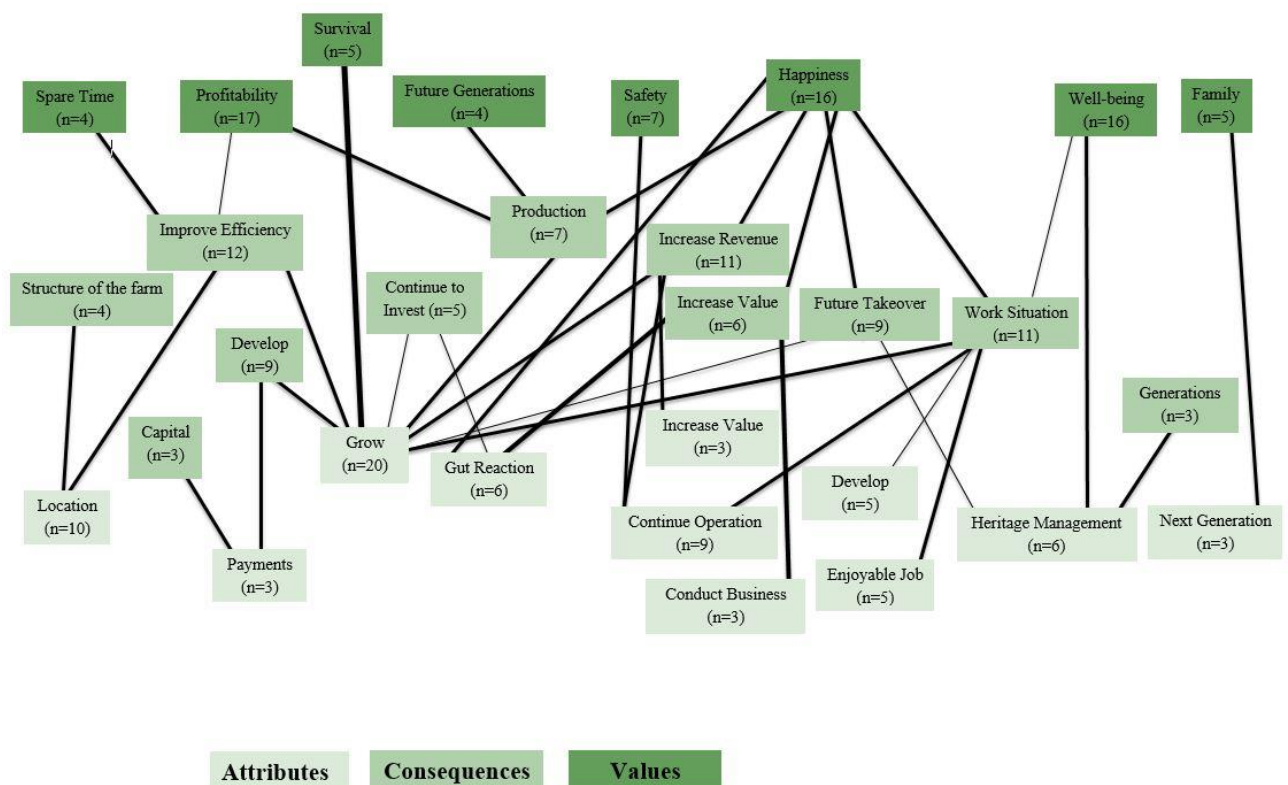 Survival
(n=5)
Spare Time
(n=4)
Profitability
(n=17)
Future Generations
(n=4)
Safety
(n=7)
Happiness
(n=16)
Well-being
(n=16)
Family
(n=5)
Improve Efficiency
(n=12)
Production
(n=7)
Increase Revenue
(n=11)
Structure of the farm
(n=4)
Continue to
Invest (n=5)
Increase Value
(n=6)
Future Takeover
(n=9)
Work Situation
(n=11)
Develop
(n=9)
Generations
(n=3)
Capital
(n=3)
Grow
(n=20)
Increase Value
(n=3)
Gut Reaction
(n=6)
Develop
(n=5)
Location
(n=10)
Continue Operation
(n=9)
Heritage Management
(n=6)
Next Generation
(n=3)
Payments
(n=3)
Enjoyable Job
(n=5)
Conduct Business
(n=3)
Attributes
Consequences
Values